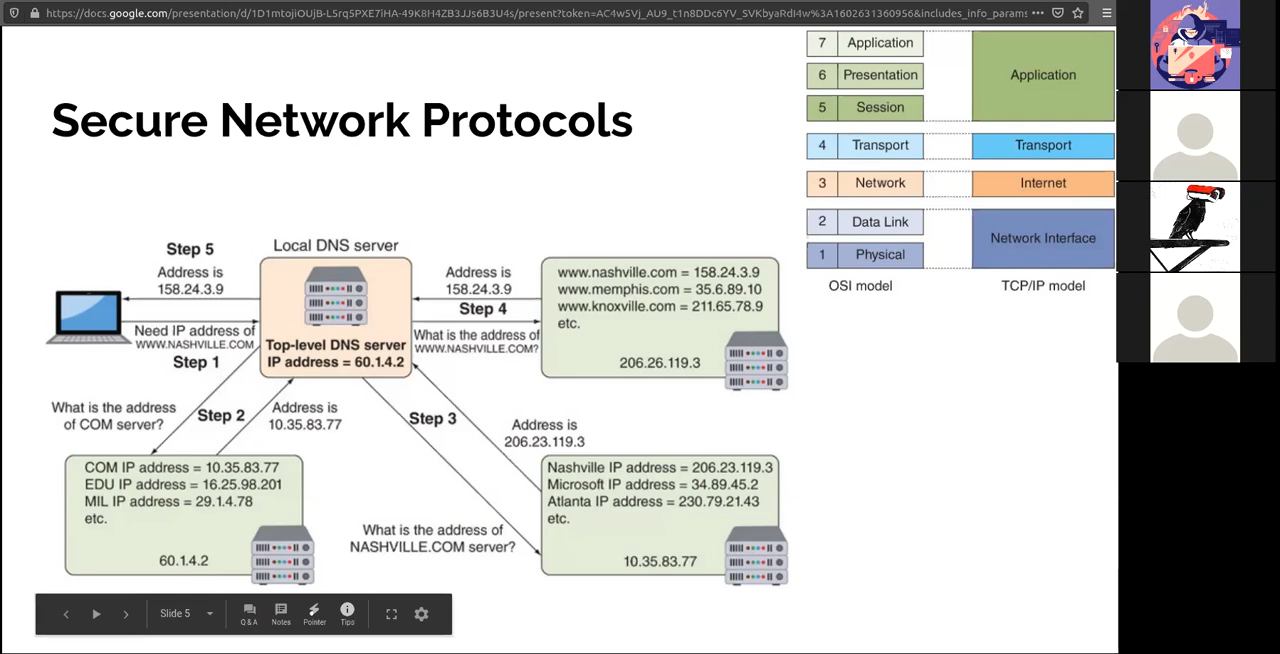 https://docs.google.com/presentation/d/1D1mtojiOUjB-L5rq5PXE7iHA-49K8H4ZB3JJs6B3U4s/present?token=AC4w5Vj_AU9_t1n8DDc6YV_SVKbyaRdI4w%3A1602631360956&includes_info_params
Secure Network Protocols
7 Application
6 Presentation
5 Session
4 Transport
3 Network
2 Data Link
1 Physical
OSI model
Application
Transport
Internet
Network Interface
TCP/IP model
Local DNS server
Top-level DNS server
IP address = 60.1.4.2
Step 5
Address is
158.24.3.9
Need IP address of
WWW.NASHVILLE.COM
Step 1
Address is
158.24.3.9
Step 4
What is the address of
WWW.NASHVILLE.COM?
www.nashville.com = 158.24.3.9
www.memphis.com = 35.6.89.10
www.knoxville.com = 211.65.78.9
etc.
206.26.119.3
What is the address
of COM server?
Step 2
Address is
10.35.83.77
Step 3
Address is
206.23.119.3
COM IP address = 10.35.83.77
EDU IP address = 16.25.98.201
MIL IP address = 29.1.4.78
etc.
60.1.4.2
What is the address of
NASHVILLE.COM server?
Nashville IP address = 206.23.119.3
Microsoft IP address = 34.89.45.2
Atlanta IP address = 230.79.21.43
etc.
10.35.83.77
Slide 5
Q & A
Notes
Pointer
Tips